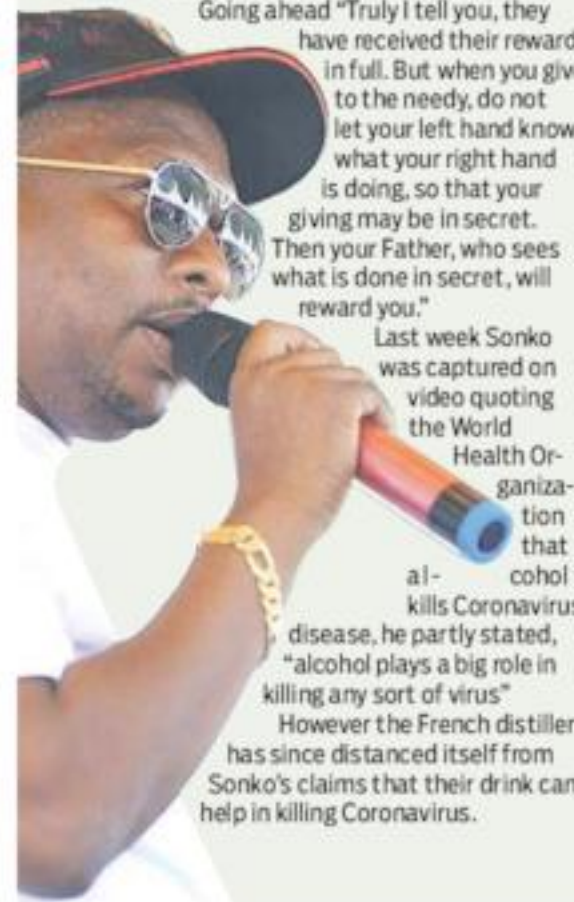 Going ahead “Truly I tell you, they
have received their reward
in full. But when you give
to the needy, do not
let your left hand know
what your right hand
is doing, so that your
giving may be in secret.
Then your Father, who sees
what is done in secret, will
reward you.”
Last week Sonko
was captured on
video quoting
the World
Health Or-
ganiza-
tion
that
al- cohol
kills Coronavirus
disease, he partly stated,
“alcohol plays a big role in
killing any sort of virus”
However the French distiller
has since distanced itself from
Sonko's claims that their drink can
help in killing Coronavirus.